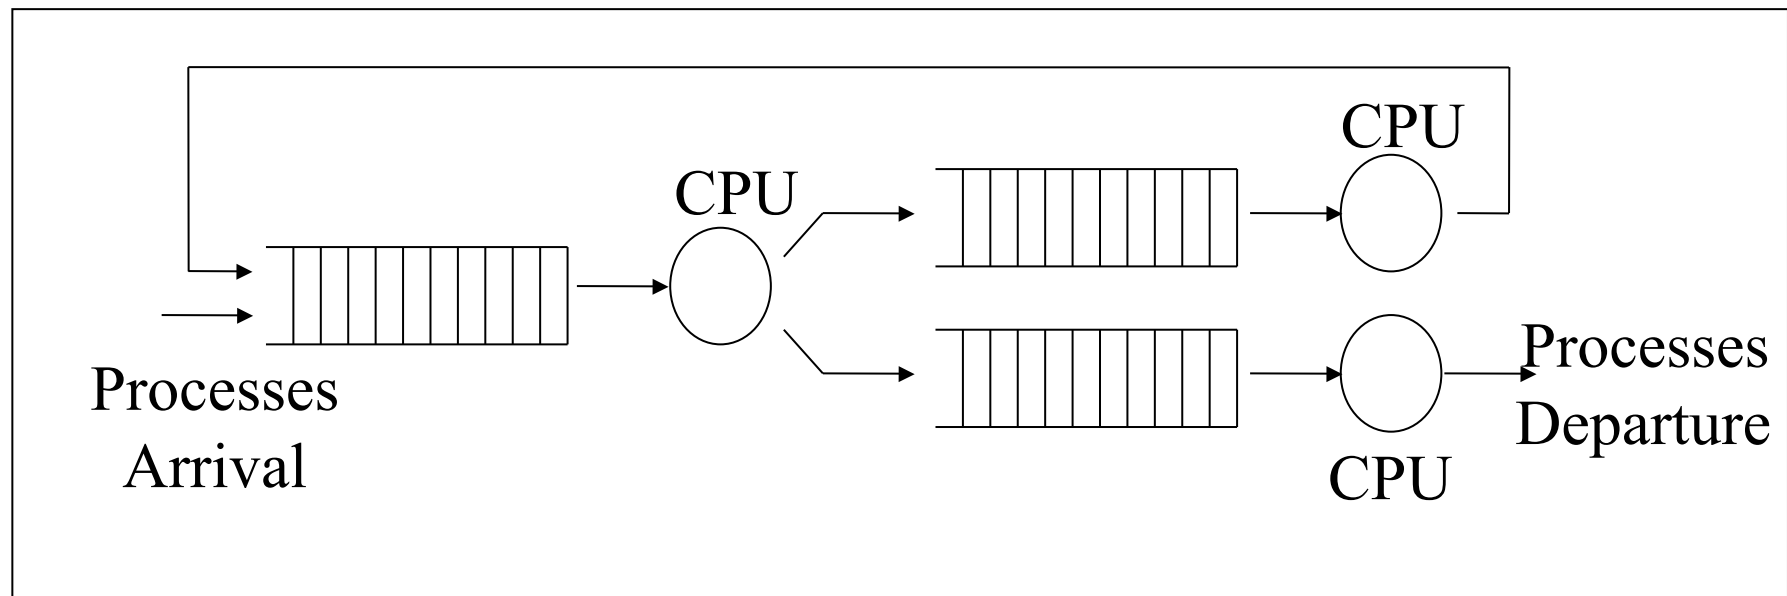 CPU
CPU
Processes
Arrival
Processes
Departure
CPU